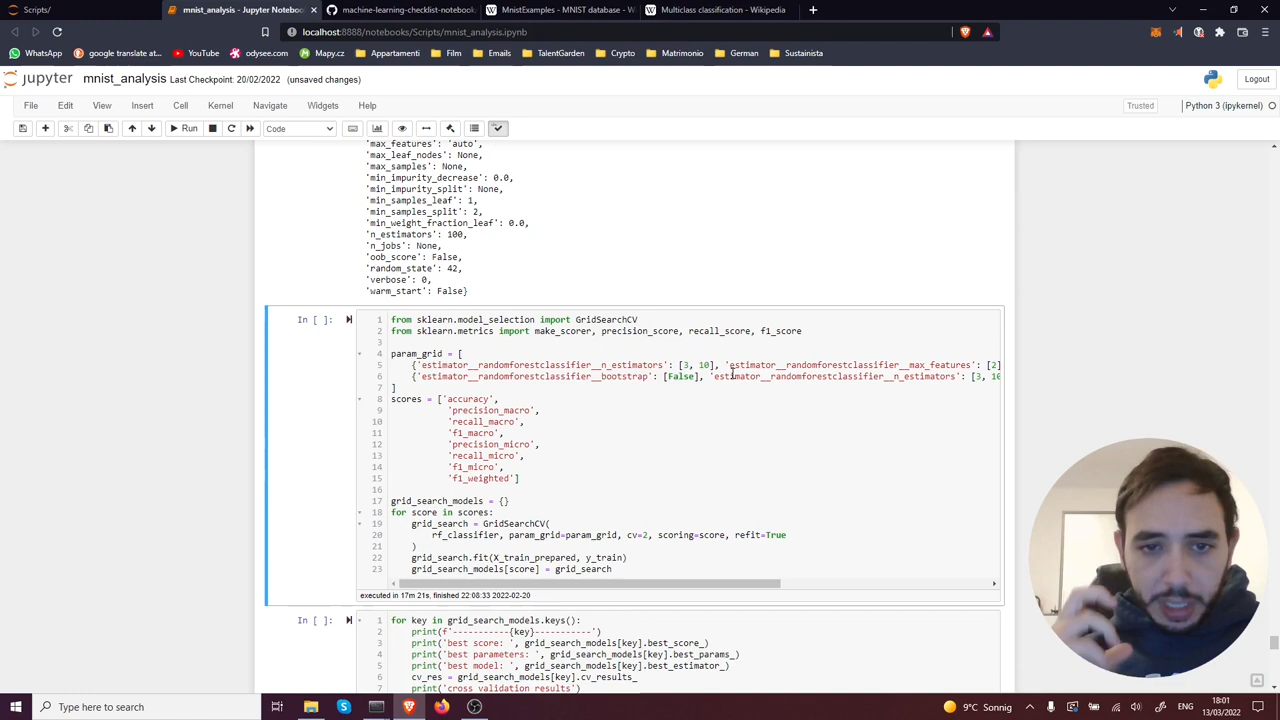 Scripts/
mnist_analysis - Jupyter Notebook
machine-learning-checklist-notebook
MnistExamples - MNIST database - W
Multiclass classification - Wikipedia
localhost:8888/notebooks/Scripts/mnist_analysis.ipynb
WhatsApp
google translate at...
YouTube
odysee.com
Mapy.cz
Appartamenti
Film
Emails
TalentGarden
Crypto
Matrimonio
German
Sustainista
jupyter
mnist_analysis
Last Checkpoint: 20/02/2022
(unsaved changes)
Logout
File
Edit
View
Insert
Cell
Kernel
Navigate
Widgets
Help
Trusted
Python 3 (ipykernel)
Run
Code
'max_features': 'auto',
'max_leaf_nodes': None,
'max_samples': None,
'min_impurity_decrease': 0.0,
'min_impurity_split': None,
'min_samples_leaf': 1,
'min_samples_split': 2,
'min_weight_fraction_leaf': 0.0,
'n_estimators': 100,
'n_jobs': None,
'oob_score': False,
'random_state': 42,
'verbose': 0,
'warm_start': False}
In [ ]:
1 from sklearn.model_selection import GridSearchCV
2 from sklearn.metrics import make_scorer, precision_score, recall_score, f1_score
3
4 param_grid = [
5 {'estimator__randomforestclassifier__n_estimators': [3, 10], 'estimator__randomforestclassifier__max_features': [2]
6 {'estimator__randomforestclassifier__bootstrap': [False], 'estimator__randomforestclassifier__n_estimators': [3, 10
7 ]
8 scores = ['accuracy',
9 'precision_macro',
10 'recall_macro',
11 'f1_macro',
12 'precision_micro',
13 'recall_micro',
14 'f1_micro',
15 'f1_weighted']
16
17 grid_search_models = {}
18 for score in scores:
19 grid_search = GridSearchCV(
20 rf_classifier, param_grid=param_grid, cv=2, scoring=score, refit=True
21 )
22 grid_search.fit(X_train_prepared, y_train)
23 grid_search_models[score] = grid_search
executed in 17m 21s, finished 22:08:33 2022-02-20
In [ ]:
1 for key in grid_search_models.keys():
2 print(f'-----------{key}-----------')
3 print('best score: ', grid_search_models[key].best_score_)
4 print('best parameters: ', grid_search_models[key].best_params_)
5 print('best model: ', grid_search_models[key].best_estimator_)
6 cv_res = grid_search_models[key].cv_results_
7 print('cross validation results')
Type here to search
9°C Sonnig
18:01
13/03/2022